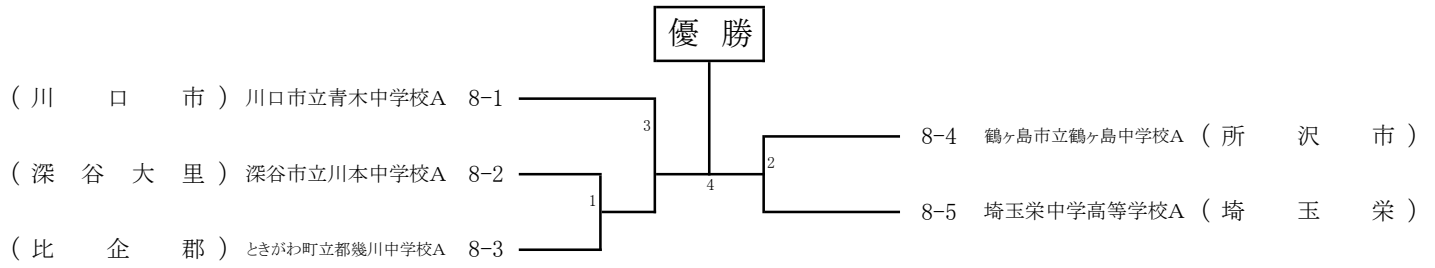 優 勝
( 川 口 市 ) 川口市立青木中学校A 8-1
3
8-4 鶴ヶ島市立鶴ヶ島中学校A ( 所 沢 市 )
( 深 谷 大 里 ) 深谷市立川本中学校A 8-2
2
4
1
8-5 埼玉栄中学高等学校A ( 埼 玉 栄 )
( 比 企 郡 ) ときがわ町立都幾川中学校A 8-3